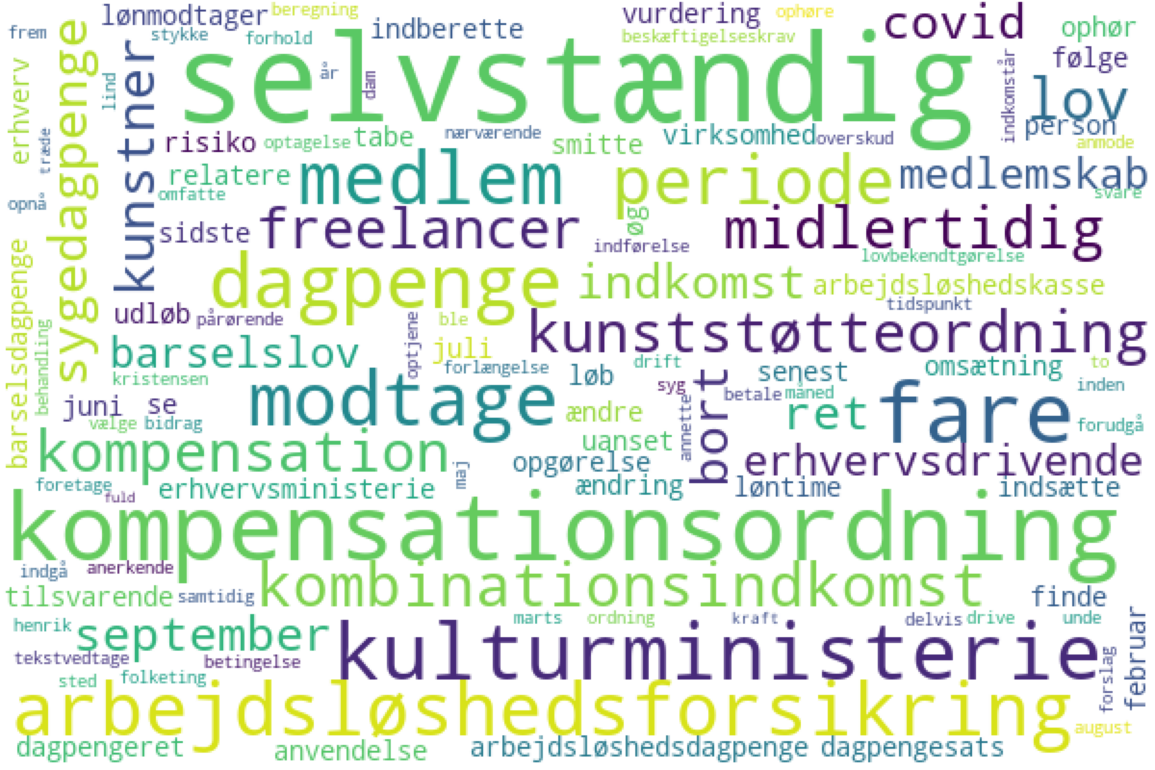 frem
lønmodtager
beregning
stykke
forhold
indberette
vurdering
ophøre
beskæftigelseskrav
covid
ophør
følge
erhverv
sygedagpenge
lind
kunstner
selvstændig
år
dam
indkomstår
lov
person
anmode
træde
risiko
optagelse
tabe
nærværende
smitte
virksomhed
overskud
opnå
relatere
omfatte
medlem
periode
medlemskab
svare
sidste
freelancer
øg
indførelse
midlertidig
lovbekendtgørelse
barselsdagpenge
dagpenge
indkomst
arbejdsløshedskasse
tidspunkt
udløb
pårørende
optjene
ble
kunststøtteordning
behandling
barselslov
juli
forlængelse
drift
senest
omsætning
to
kristensen
løb
syg
betale
måned
inden
juni
se
modtage
ændre
annette
bort
ret
fare
forudgå
vælge
bidrag
uanset
kompensation
maj
opgørelse
erhvervsdrivende
foretage
fuld
erhvervsministerie
ændring
løntime
indsætte
kompensationsordning
indgå
anerkende
kombinationsindkomst
tilsvarende
samtidig
finde
henrik
september
marts
ordning
kraft
delvis
drive
unde
februar
tekstvedtage
betingelse
kulturministerie
forslag
sted
folketing
arbejdsløshedsforsikring
august
dagpengeret
anvendelse
arbejdsløshedsdagpenge
dagpengesats